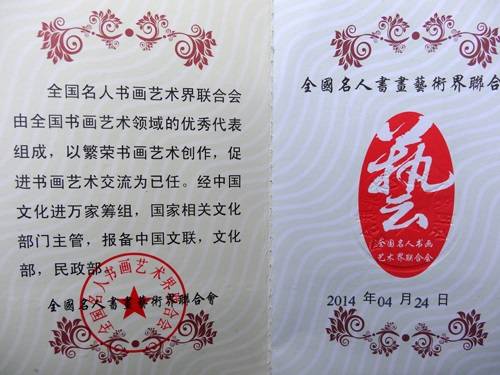 全国名人书画艺术界联合会
由全国书画艺术领域的优秀代表
组成，以繁荣书画艺术创作，促
进书画艺术交流为已任。经中国
文化进万家筹组，国家相关文化
部门主管，报备中国文联，文化
部，民政部
全國名人書畫藝術界聯合會
全国名人书画艺术界联合会
全國名人書畫藝術界聯合
藝
全国名人书画
艺术界联合会
2014 年 04 月 24 日